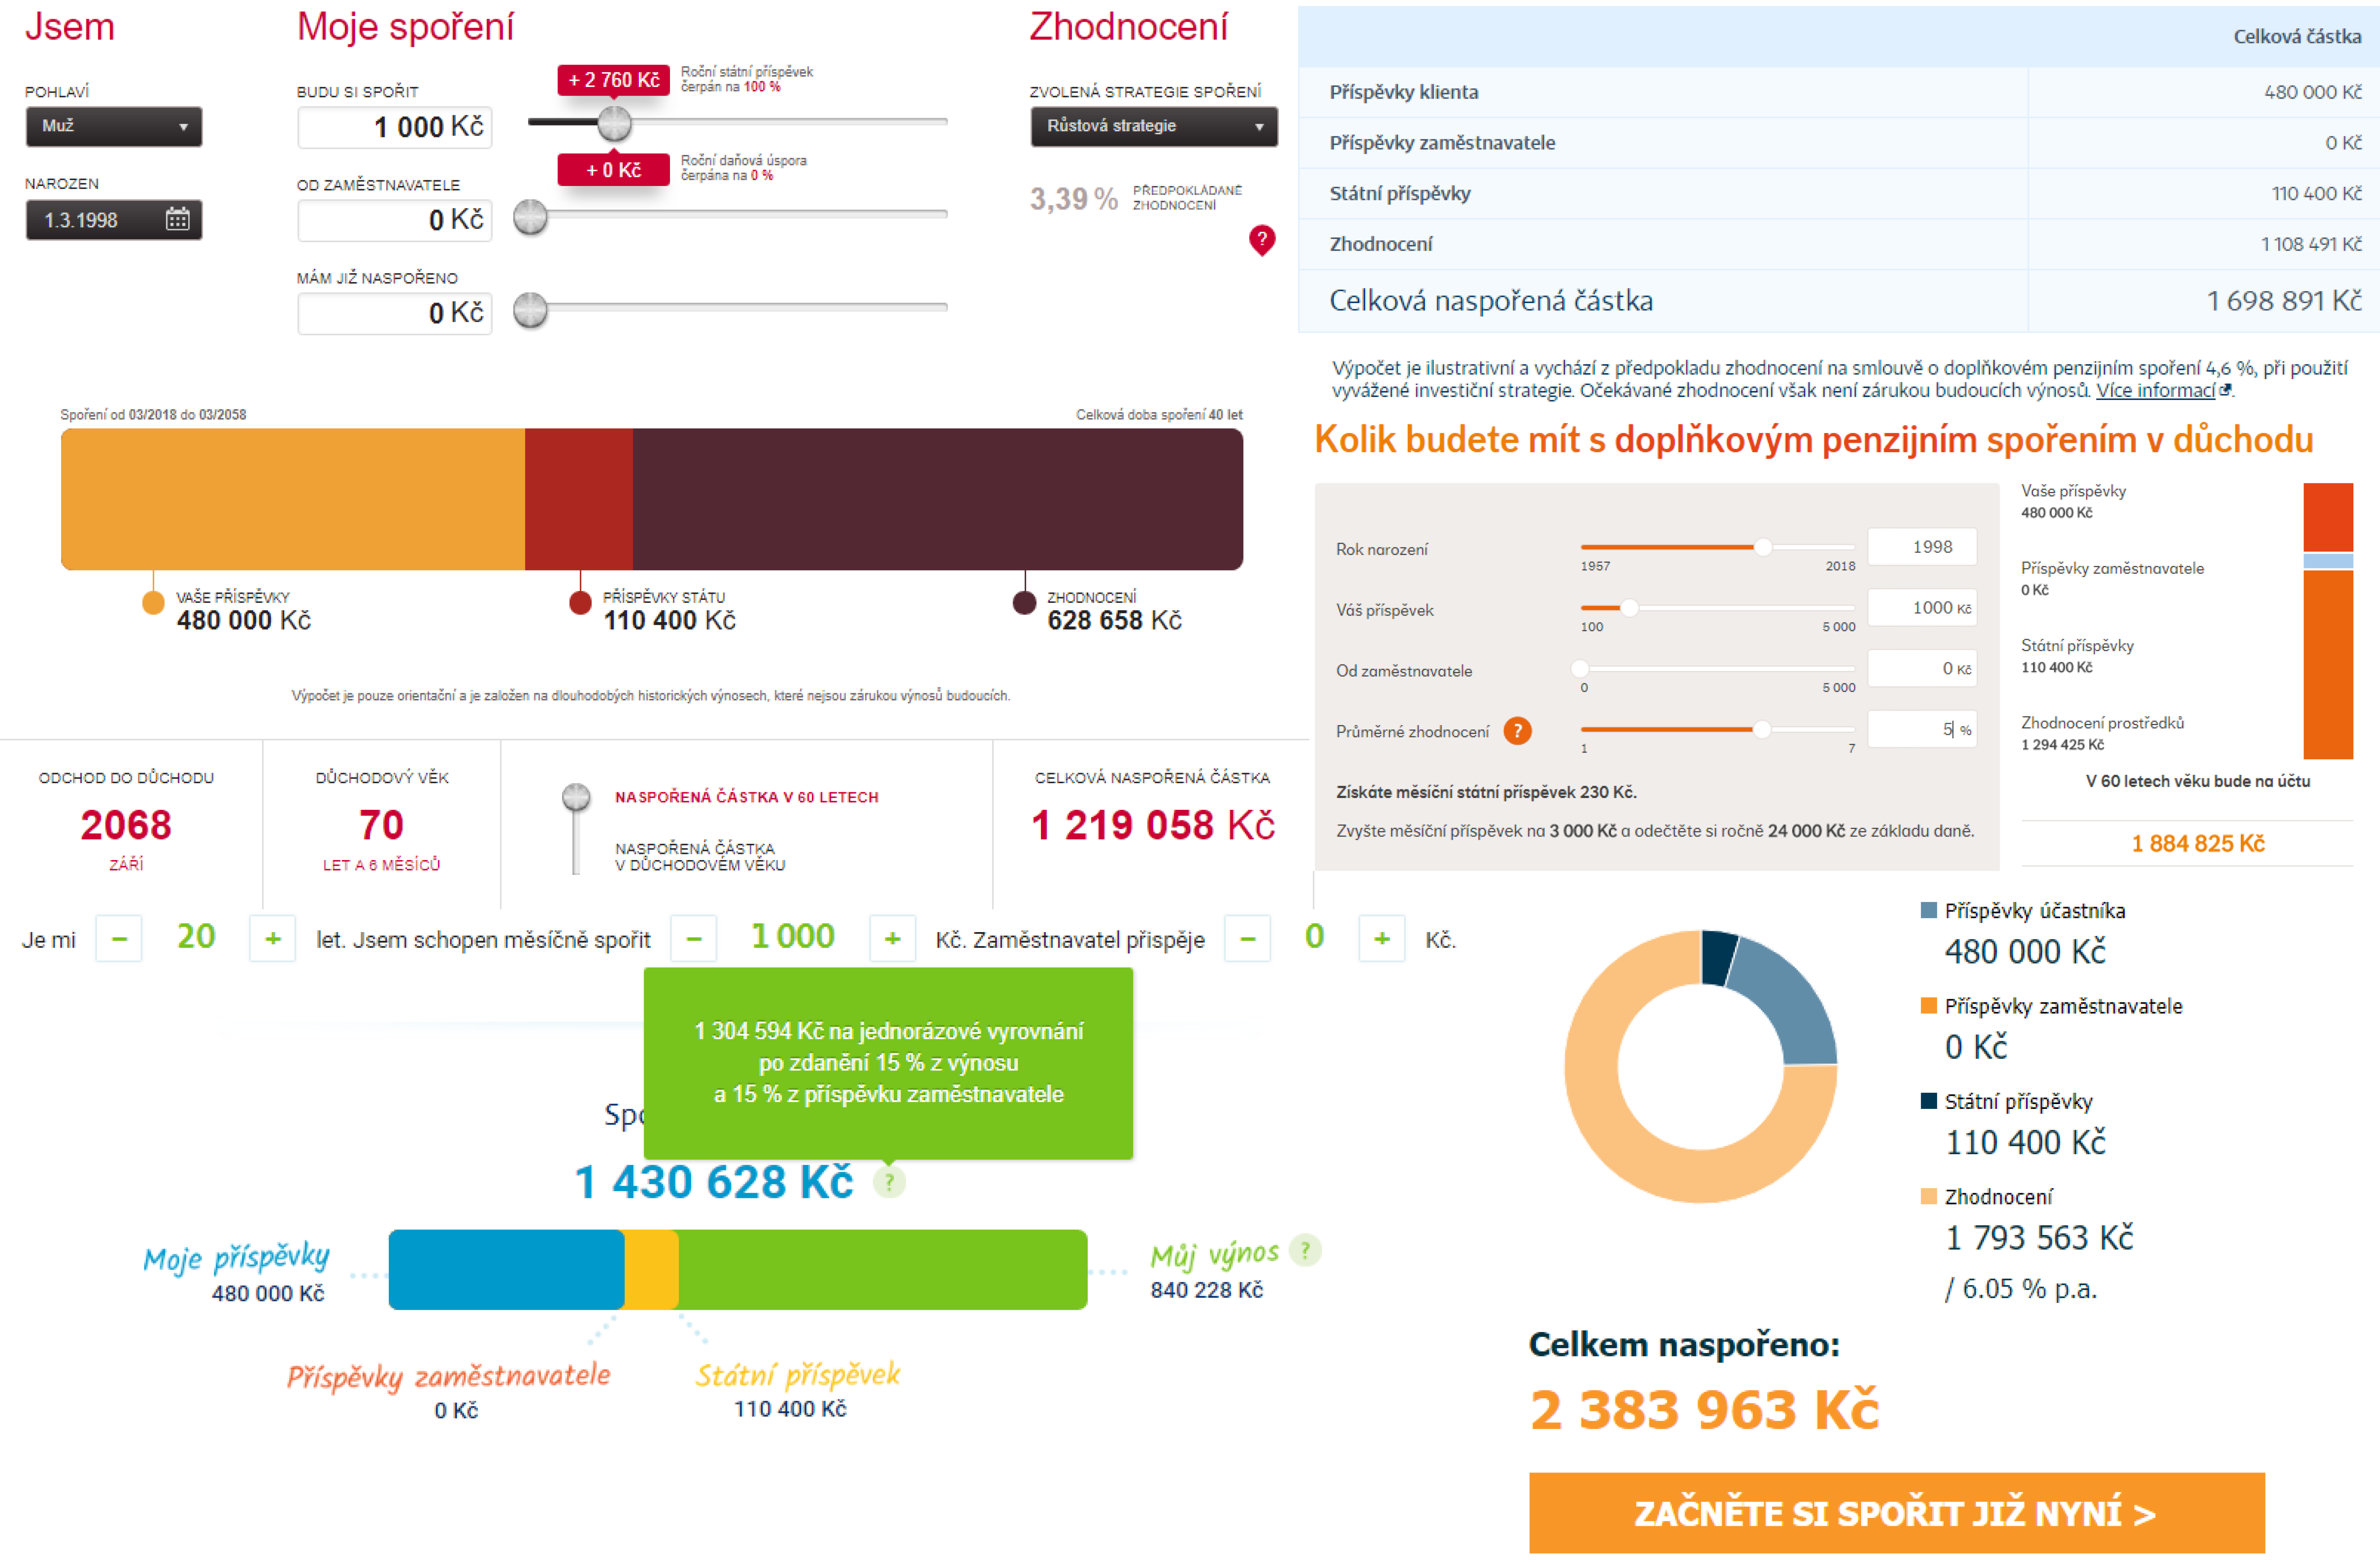 Jsem
POHLAVÍ
Muž
NAROZEN
1.3.1998
Moje spoření
BUDU SI SPOŘIT
1 000 Kč
+ 2 760 Kč
Roční státní příspěvek
čerpán na 100 %
+ 0 Kč
Roční daňová úspora
čerpána na 0 %
OD ZAMĚSTNAVATELE
0 Kč
MÁM JIŽ NASPOŘENO
0 Kč
Zhodnocení
ZVOLENÁ STRATEGIE SPOŘENÍ
Růstová strategie
3,39 %
PŘEDPOKLÁDANÉ
ZHODNOCENÍ
?
Spoření od 03/2018 do 03/2058
Celková doba spoření 40 let
VAŠE PŘÍSPĚVKY
480 000 Kč
PŘÍSPĚVKY STÁTU
110 400 Kč
ZHODNOCENÍ
628 658 Kč
Výpočet je pouze orientační a je založen na dlouhodobých historických výnosech, které nejsou zárukou výnosů budoucích.
ODCHOD DO DŮCHODU
2068
ZÁŘÍ
DŮCHODOVÝ VĚK
70
LET A 6 MĚSÍCŮ
NASPOŘENÁ ČÁSTKA V 60 LETECH
NASPOŘENÁ ČÁSTKA
V DŮCHODOVÉM VĚKU
CELKOVÁ NASPOŘENÁ ČÁSTKA
1 219 058 Kč
Celková částka
Příspěvky klienta 480 000 Kč
Příspěvky zaměstnavatele 0 Kč
Státní příspěvky 110 400 Kč
Zhodnocení 1 108 491 Kč
Celková naspořená částka 1 698 891 Kč
Výpočet je ilustrativní a vychází z předpokladu zhodnocení na smlouvě o doplňkovém penzijním spoření 4,6 %, při použití
vyvážené investiční strategie. Očekávané zhodnocení však není zárukou budoucích výnosů. Více informací.
Kolik budete mít s doplňkovým penzijním spořením v důchodu
Rok narození
1957
2018
1998
Váš příspěvek
100
5 000
1000 Kč
Od zaměstnavatele
0
5 000
0 Kč
Průměrné zhodnocení ?
1
7
5 %
Získáte měsíční státní příspěvek 230 Kč.
Zvyšte měsíční příspěvek na 3 000 Kč a odečtěte si ročně 24 000 Kč ze základu daně.
Vaše příspěvky
480 000 Kč
Příspěvky zaměstnavatele
0 Kč
Státní příspěvky
110 400 Kč
Zhodnocení prostředků
1 294 425 Kč
V 60 letech věku bude na účtu
1 884 825 Kč
Je mi − 20 + let. Jsem schopen měsíčně spořit − 1 000 + Kč. Zaměstnavatel přispěje − 0 + Kč.
1 304 594 Kč na jednorázové vyrovnání
po zdanění 15 % z výnosu
a 15 % z příspěvku zaměstnavatele
1 430 628 Kč ?
Moje příspěvky
480 000 Kč
Můj výnos ?
840 228 Kč
Příspěvky zaměstnavatele
0 Kč
Státní příspěvek
110 400 Kč
Příspěvky účastníka
480 000 Kč
Příspěvky zaměstnavatele
0 Kč
Státní příspěvky
110 400 Kč
Zhodnocení
1 793 563 Kč
/ 6.05 % p.a.
Celkem naspořeno:
2 383 963 Kč
ZAČNĚTE SI SPOŘIT JIŽ NYNÍ >